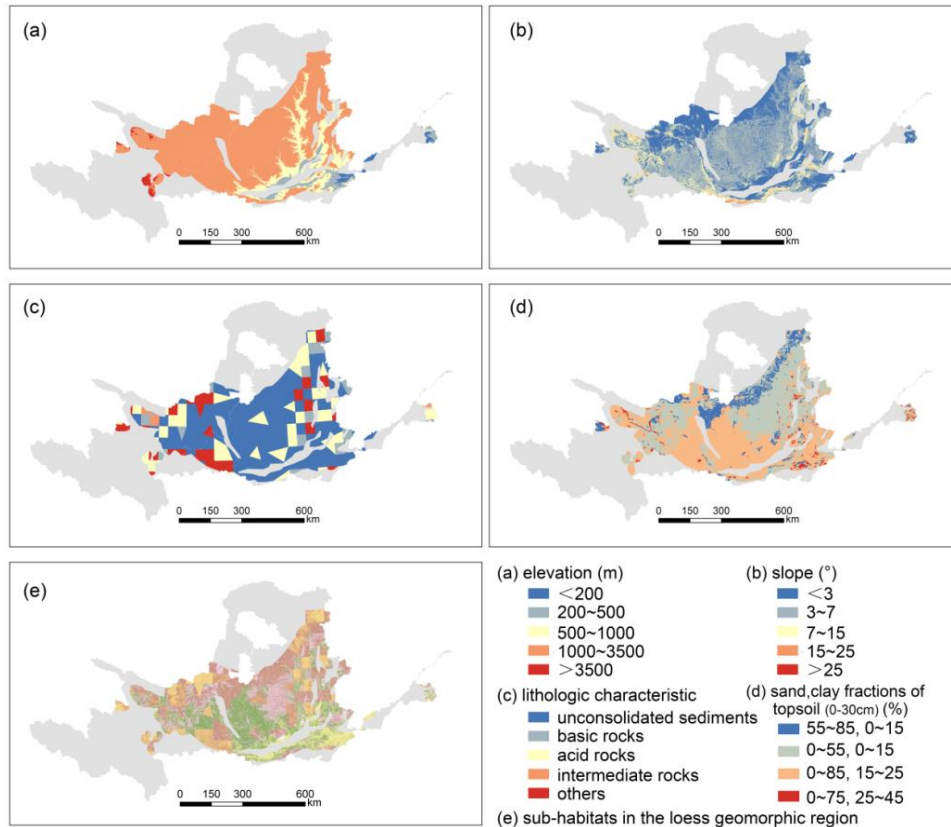 (a)
0 150 300 600
km
(b)
0 150 300 600
km
(c)
0 150 300 600
km
(d)
0 150 300 600
km
(e)
0 150 300 600
km
(a) elevation (m)
<200
200~500
500~1000
1000~3500
>3500
(b) slope (°)
<3
3~7
7~15
15~25
>25
(c) lithologic characteristic
unconsolidated sediments
basic rocks
acid rocks
intermediate rocks
others
(d) sand,clay fractions of
topsoil (0-30cm) (%)
55~85, 0~15
0~55, 0~15
0~85, 15~25
0~75, 25~45
(e) sub-habitats in the loess geomorphic region